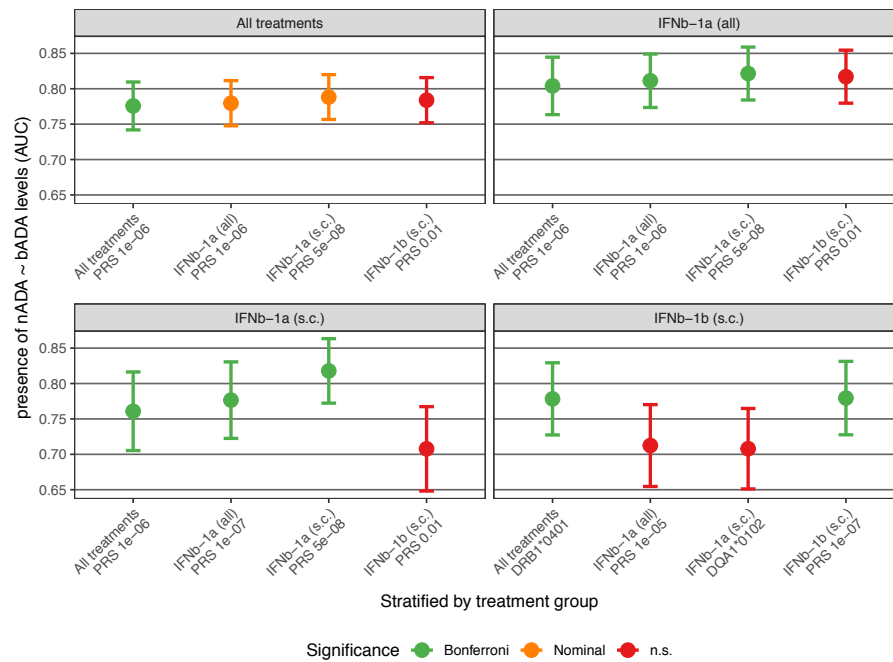 All treatments
IFNb−1a (all)
0.85
0.80
0.75
0.70
0.65
All treatments
PRS 1e−06
IFNb−1a (all)
PRS 1e−06
IFNb−1a (s.c.)
PRS 5e−08
IFNb−1b (s.c.)
PRS 0.01
All treatments
PRS 1e−06
IFNb−1a (all)
PRS 1e−06
IFNb−1a (s.c.)
PRS 5e−08
IFNb−1b (s.c.)
PRS 0.01
presence of nADA ~ bADA levels (AUC)
IFNb−1a (s.c.)
IFNb−1b (s.c.)
0.85
0.80
0.75
0.70
0.65
All treatments
PRS 1e−06
IFNb−1a (all)
PRS 1e−07
IFNb−1a (s.c.)
PRS 5e−08
IFNb−1b (s.c.)
PRS 0.01
All treatments
DRB1*0401
IFNb−1a (all)
PRS 1e−05
IFNb−1a (s.c.)
DQA1*0102
IFNb−1b (s.c.)
PRS 1e−07
Stratified by treatment group
Significance Bonferroni Nominal n.s.